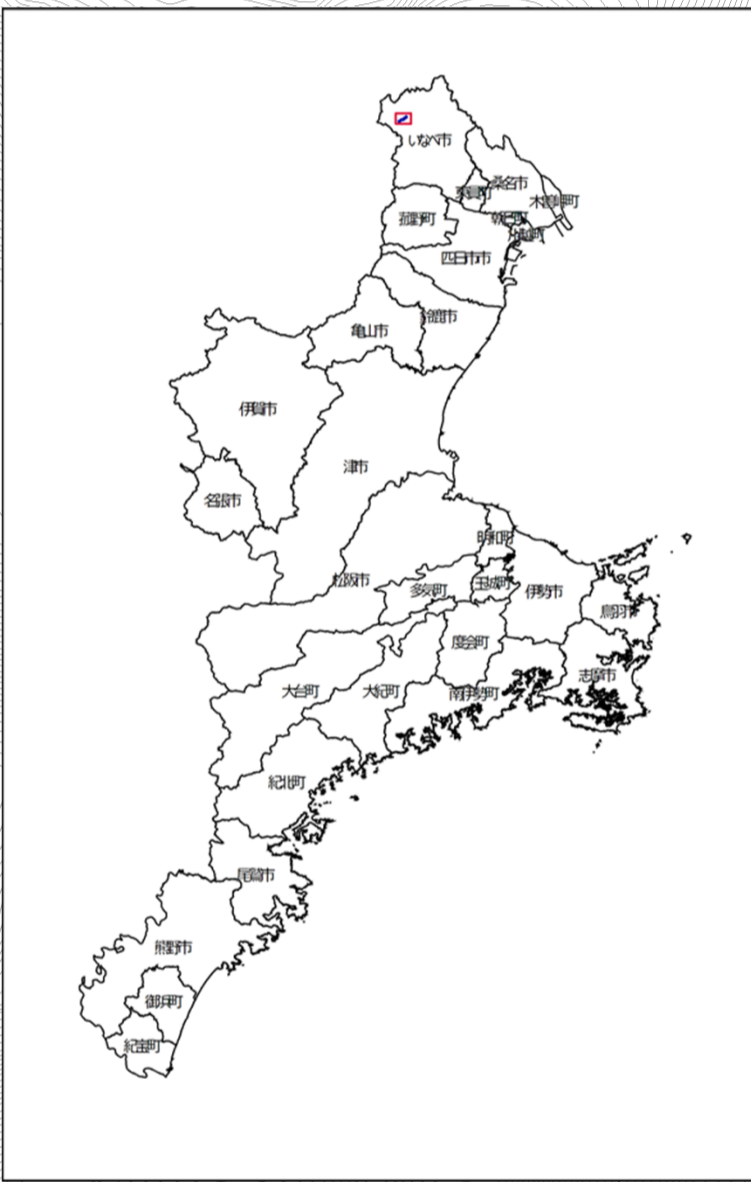 いなべ市
桑名市
東員町
木曽岬町
菰野町
朝日町
川越町
四日市市
鈴鹿市
亀山市
伊賀市
津市
名張市
明和町
松阪市
多気町
玉城町
伊勢市
鳥羽市
度会町
志摩市
大台町
大紀町
南伊勢町
紀北町
尾鷲市
熊野市
御浜町
紀宝町